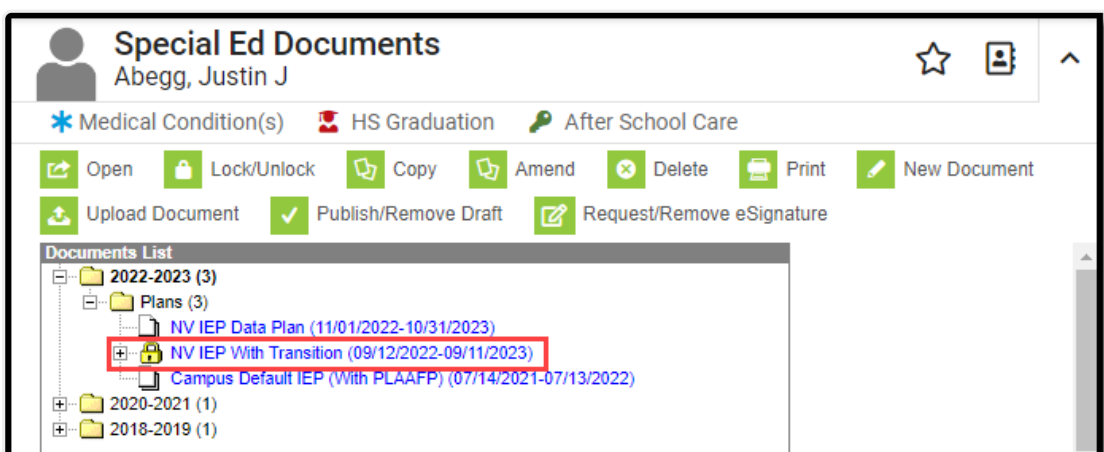 Special Ed Documents
Abegg, Justin J
Medical Condition(s) HS Graduation After School Care
Open Lock/Unlock Copy Amend Delete Print New Document
Upload Document Publish/Remove Draft Request/Remove eSignature
Documents List
2022-2023 (3)
Plans (3)
NV IEP Data Plan (11/01/2022-10/31/2023)
NV IEP With Transition (09/12/2022-09/11/2023)
Campus Default IEP (With PLAAFP) (07/14/2021-07/13/2022)
2020-2021 (1)
2018-2019 (1)